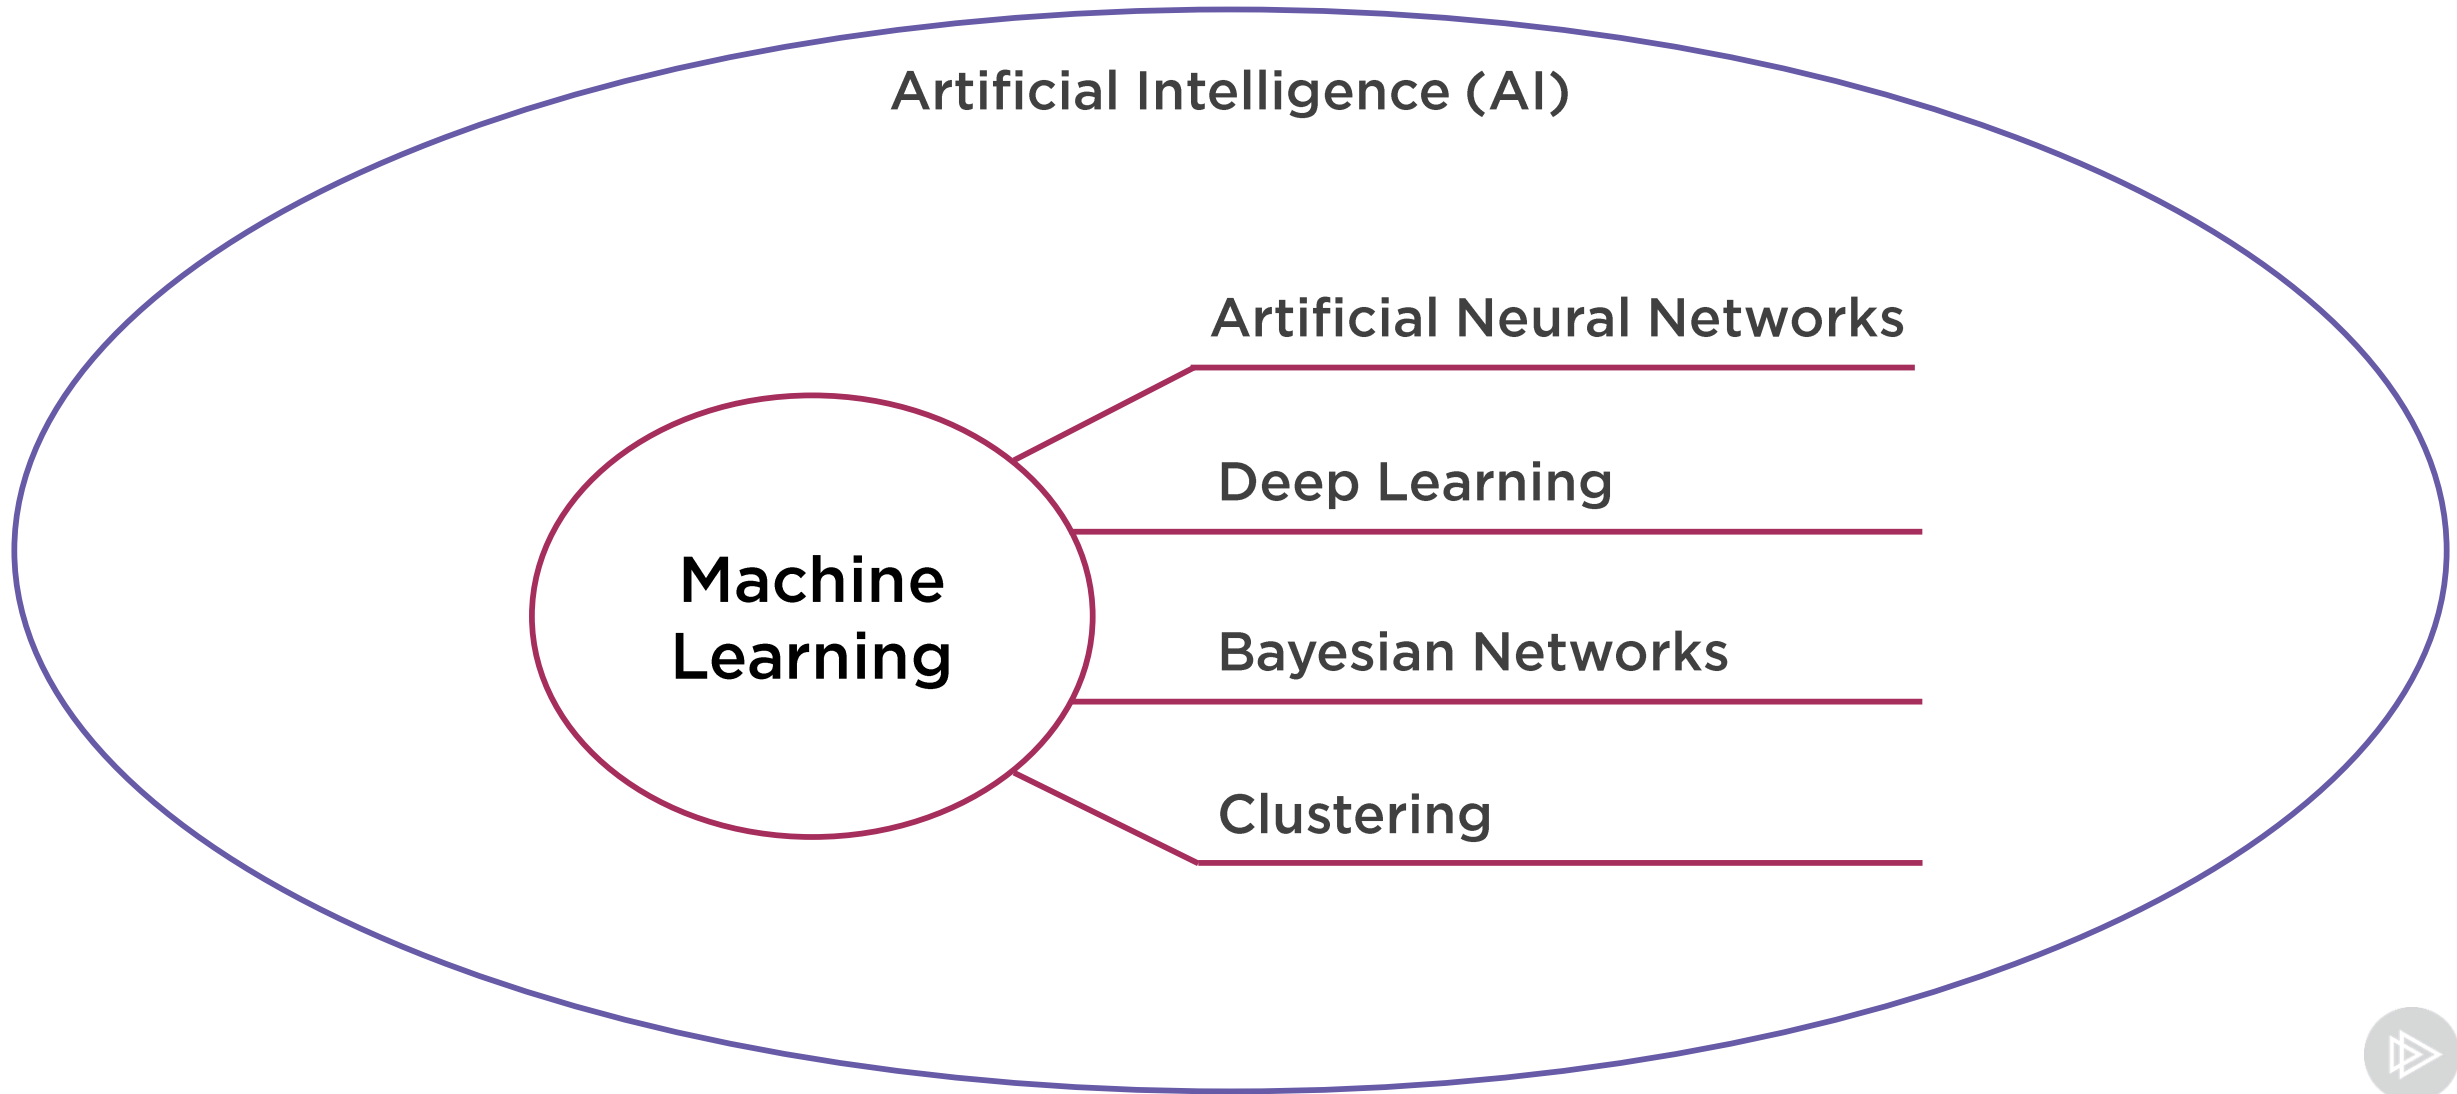 Artificial Intelligence (AI)
Artificial Neural Networks
Deep Learning
Machine
Learning
Bayesian Networks
Clustering